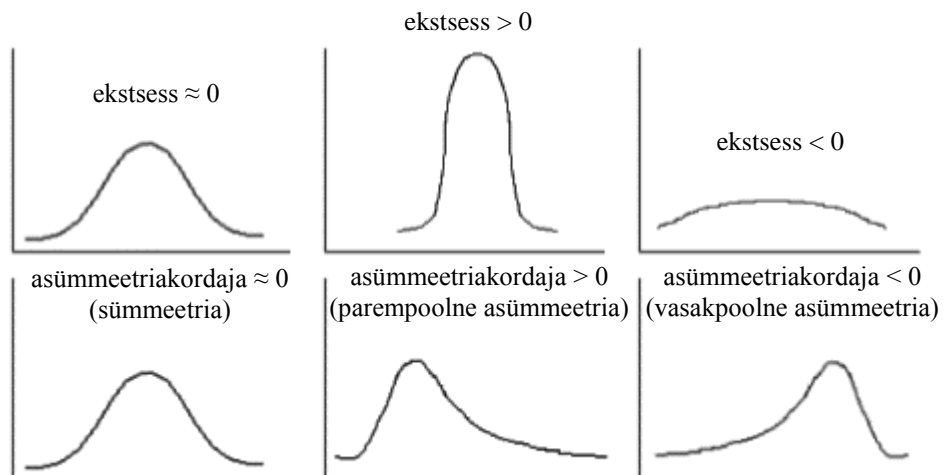 ekstsess ≈ 0
ekstsess > 0
ekstsess < 0
asümmeetriakordaja ≈ 0
(sümmeetria)
asümmeetriakordaja > 0
(parempoolne asümmeetria)
asümmeetriakordaja < 0
(vasakpoolne asümmeetria)